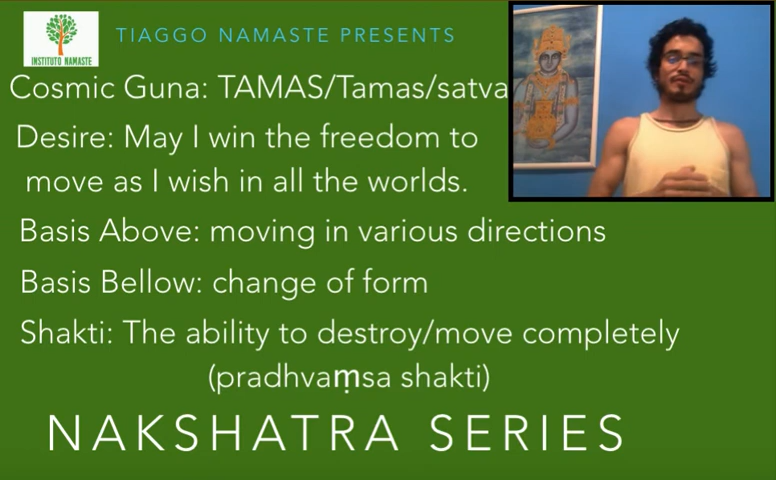 INSTITUTO NAMASTE
TIAGGO NAMASTE PRESENTS
Cosmic Guna: TAMAS/Tamas/satva
Desire: May I win the freedom to
move as I wish in all the worlds.
Basis Above: moving in various directions
Basis Bellow: change of form
Shakti: The ability to destroy/move completely
(pradhvaṃsa shakti)
NAKSHATRA SERIES